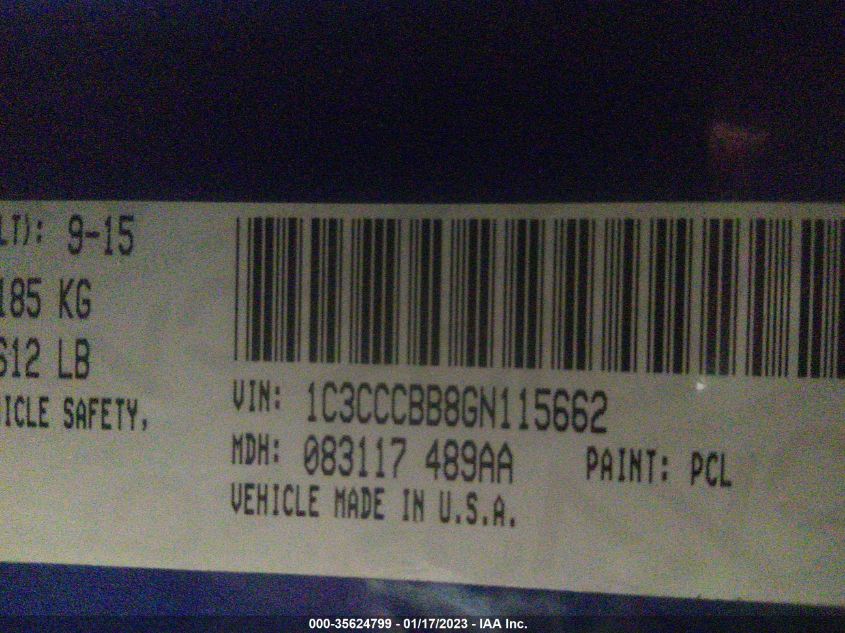 LT): 9-15
185 KG
612 LB
ICLE SAFETY,
VIN: 1C3CCCBB8GN115662
MDH: 083117 489AA PAINT: PCL
VEHICLE MADE IN U.S.A.
000-35624799 - 01/17/2023 - IAA Inc.